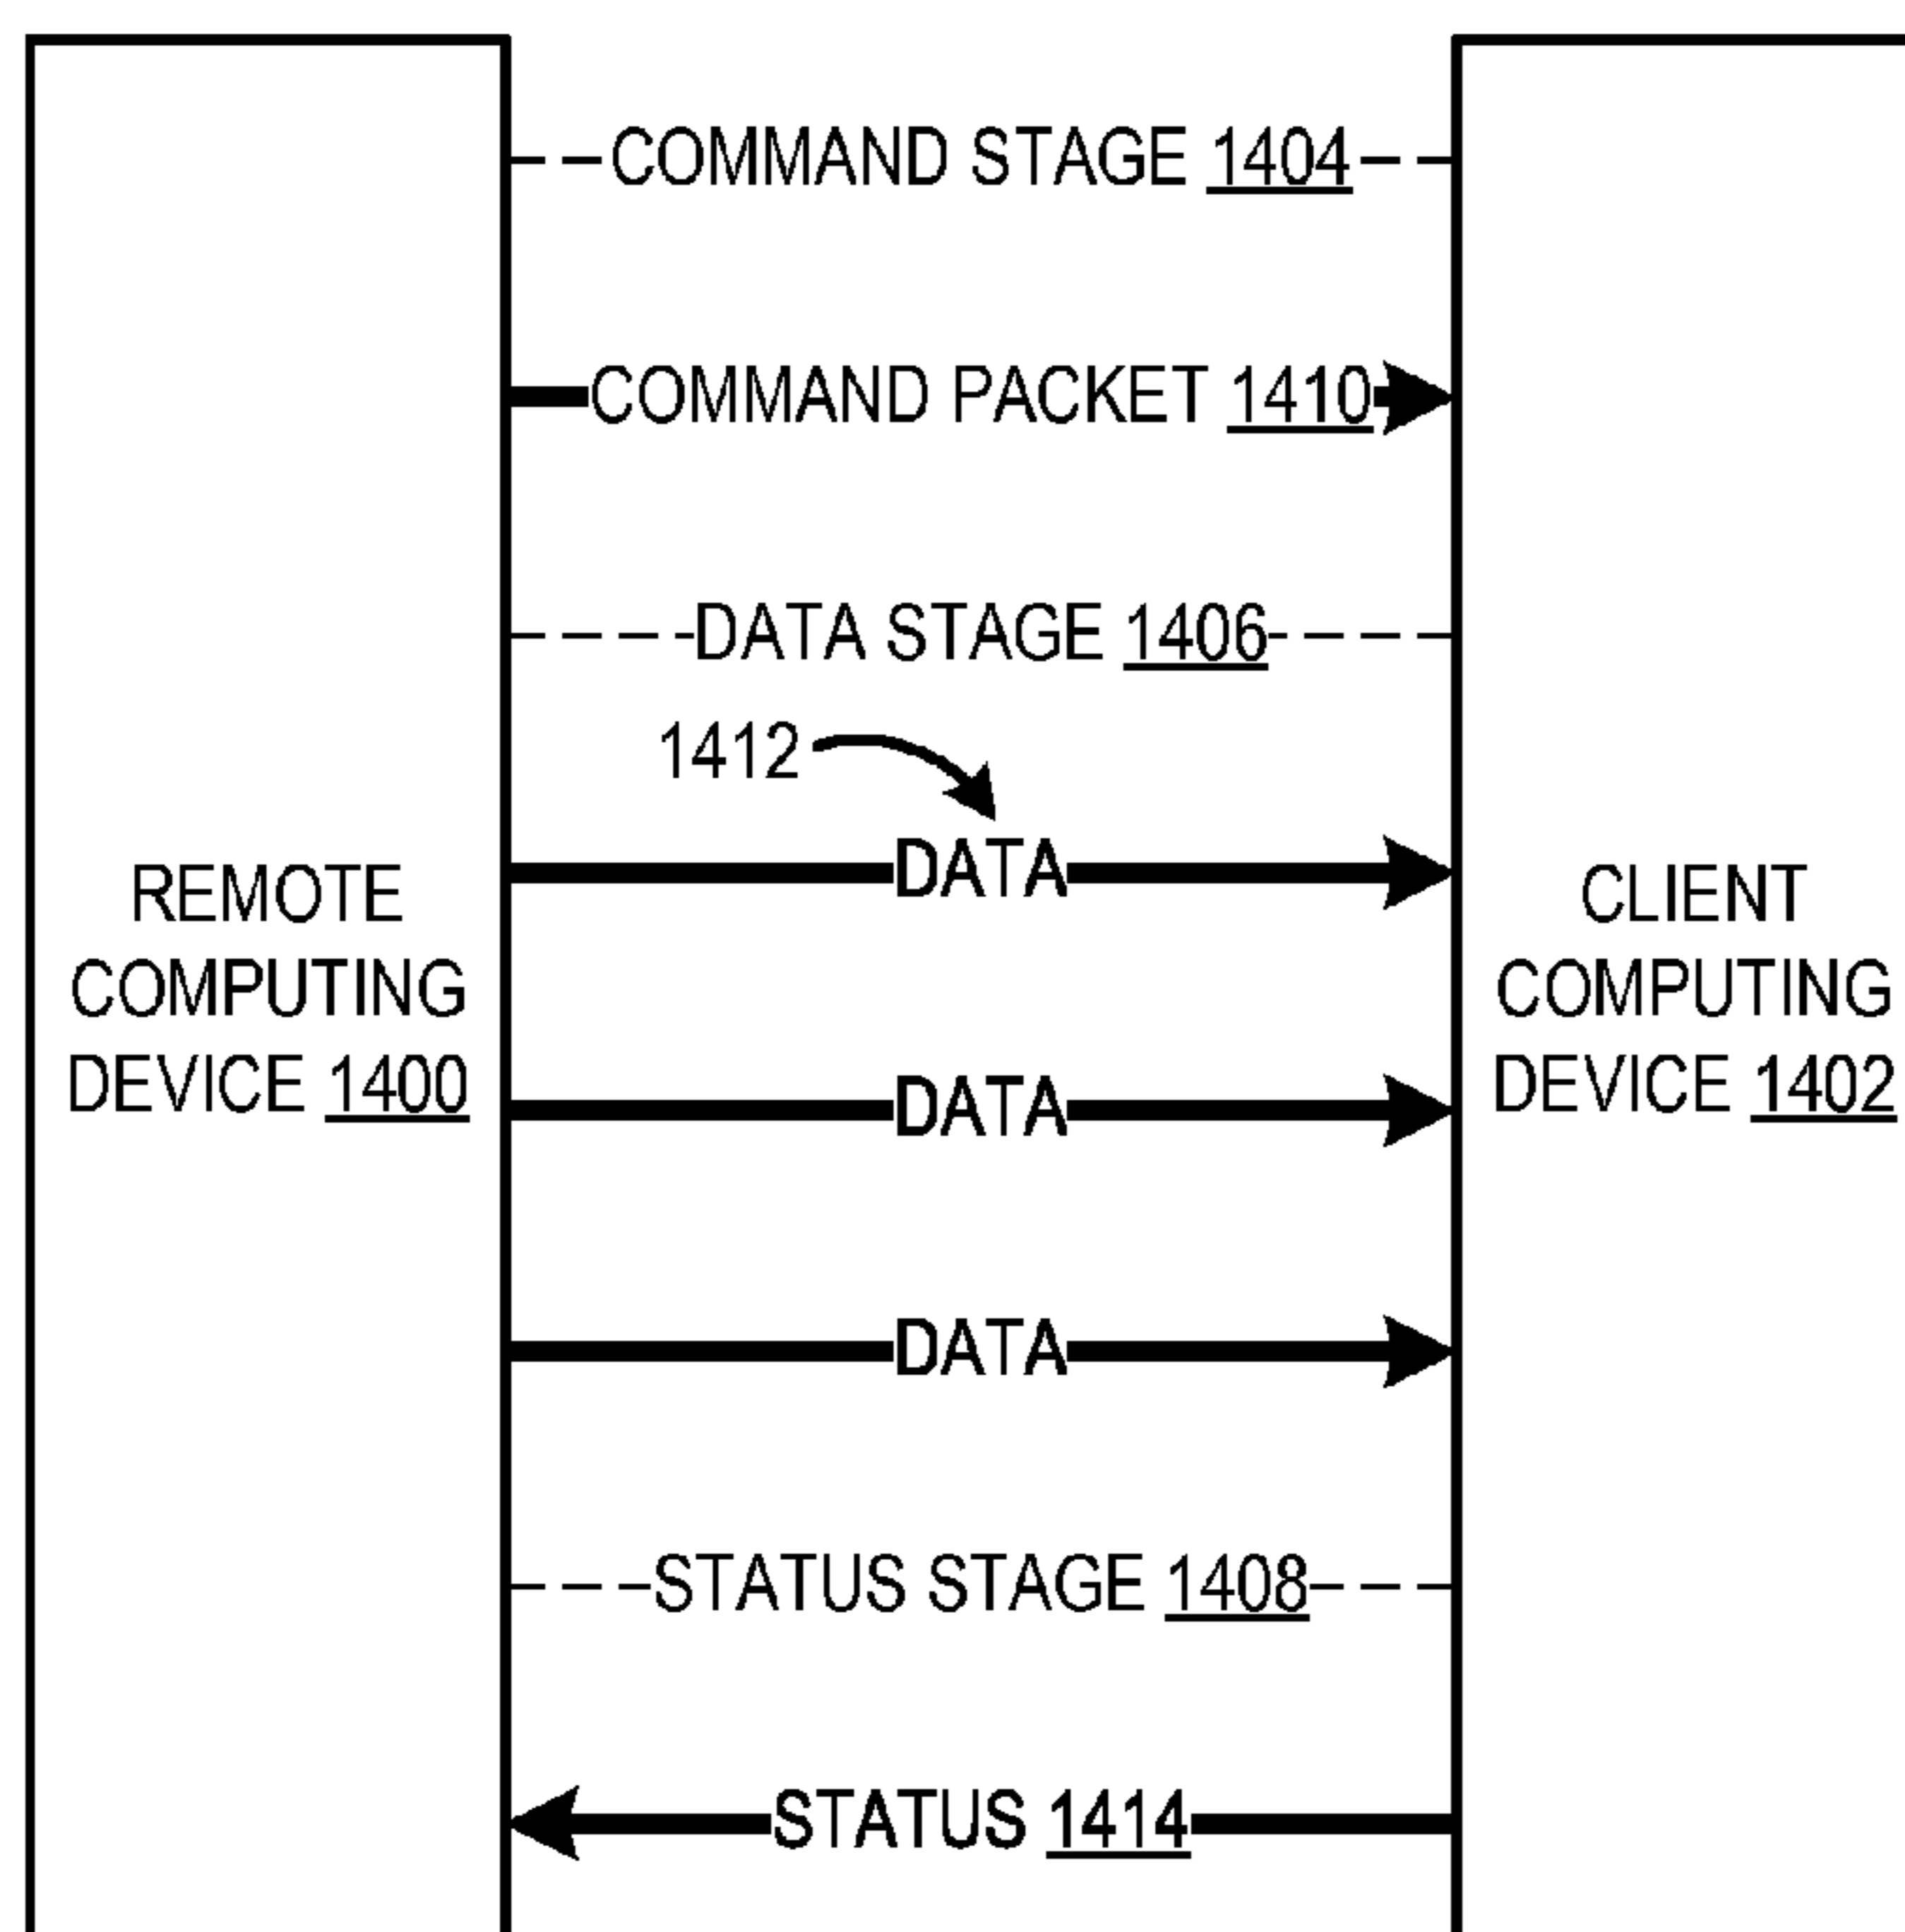 COMMAND STAGE 1404
COMMAND PACKET 1410
DATA STAGE 1406
1412
DATA
REMOTE
COMPUTING
DEVICE 1400
CLIENT
COMPUTING
DEVICE 1402
DATA
DATA
STATUS STAGE 1408
STATUS 1414